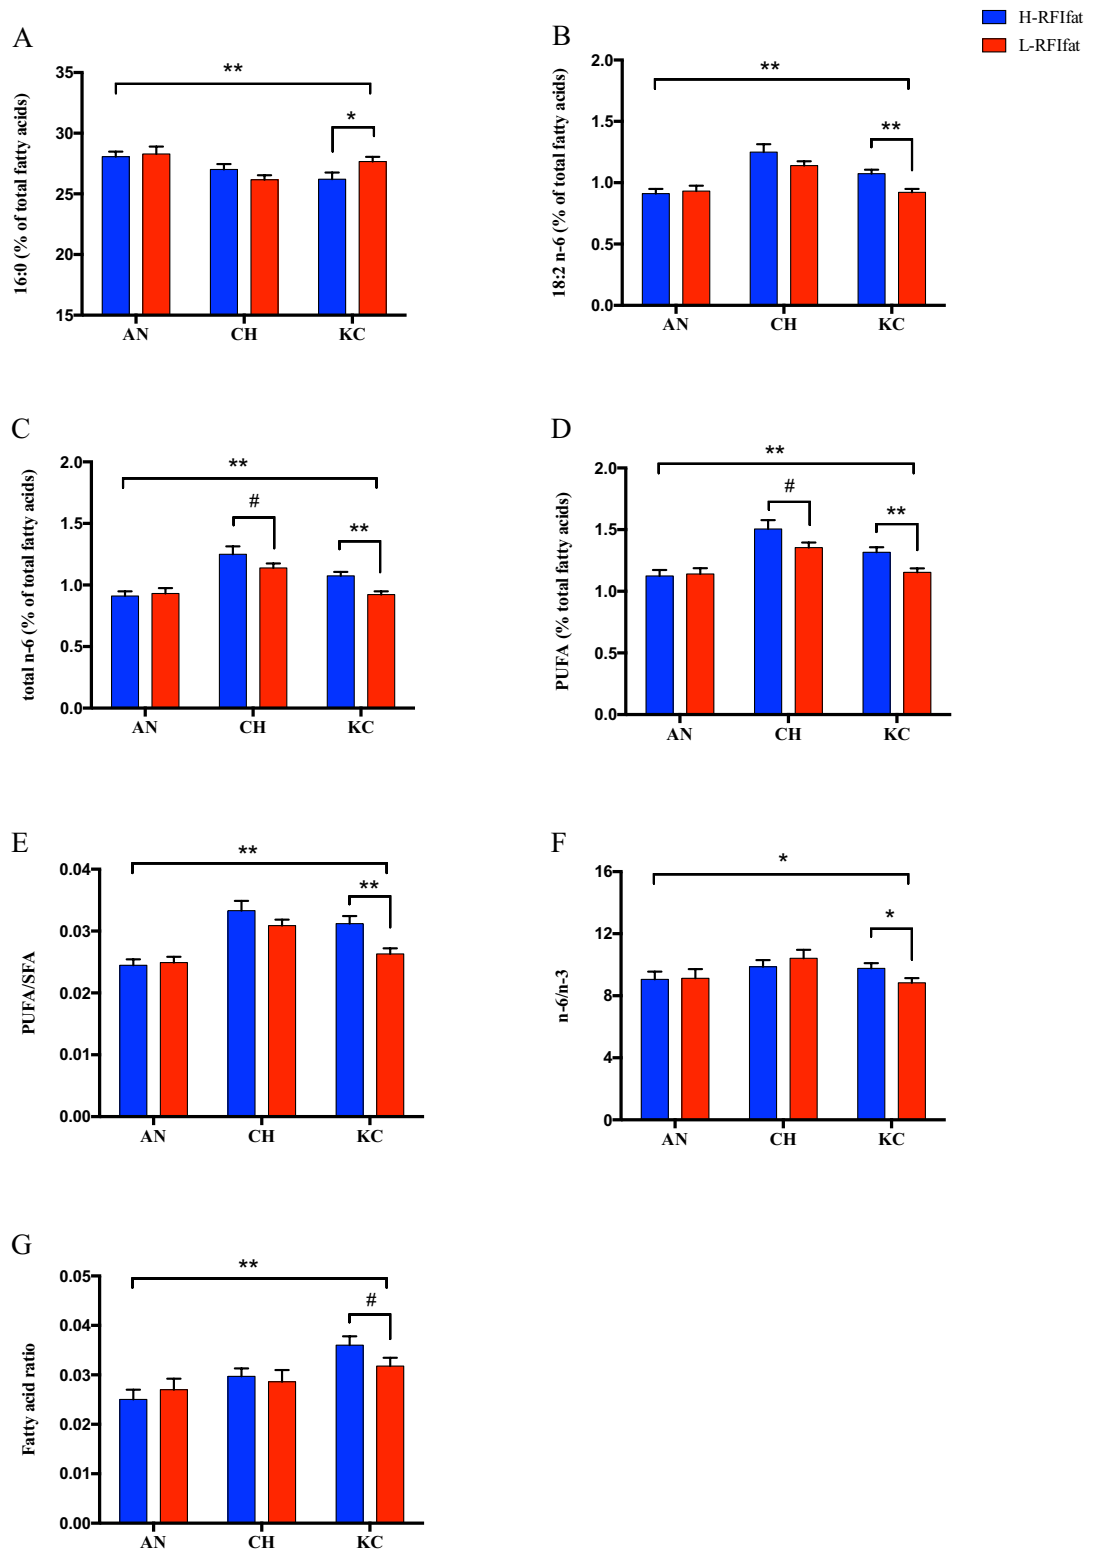 H-RFIfat
L-RFIfat
A
16:0 (% of total fatty acids)
35
30
25
20
15
**
*
AN CH KC
B
18:2 n-6 (% of total fatty acids)
2.0
1.5
1.0
0.5
0.0
**
**
AN CH KC
C
total n-6 (% of total fatty acids)
2.0
1.5
1.0
0.5
0.0
**
#
**
AN CH KC
D
PUFA (% total fatty acids)
2.0
1.5
1.0
0.5
0.0
**
#
**
AN CH KC
E
PUFA/SFA
0.04
0.03
0.02
0.01
0.00
**
**
AN CH KC
F
n-6/n-3
16
12
8
4
0
*
*
AN CH KC
G
Fatty acid ratio
0.05
0.04
0.03
0.02
0.01
0.00
**
#
AN CH KC